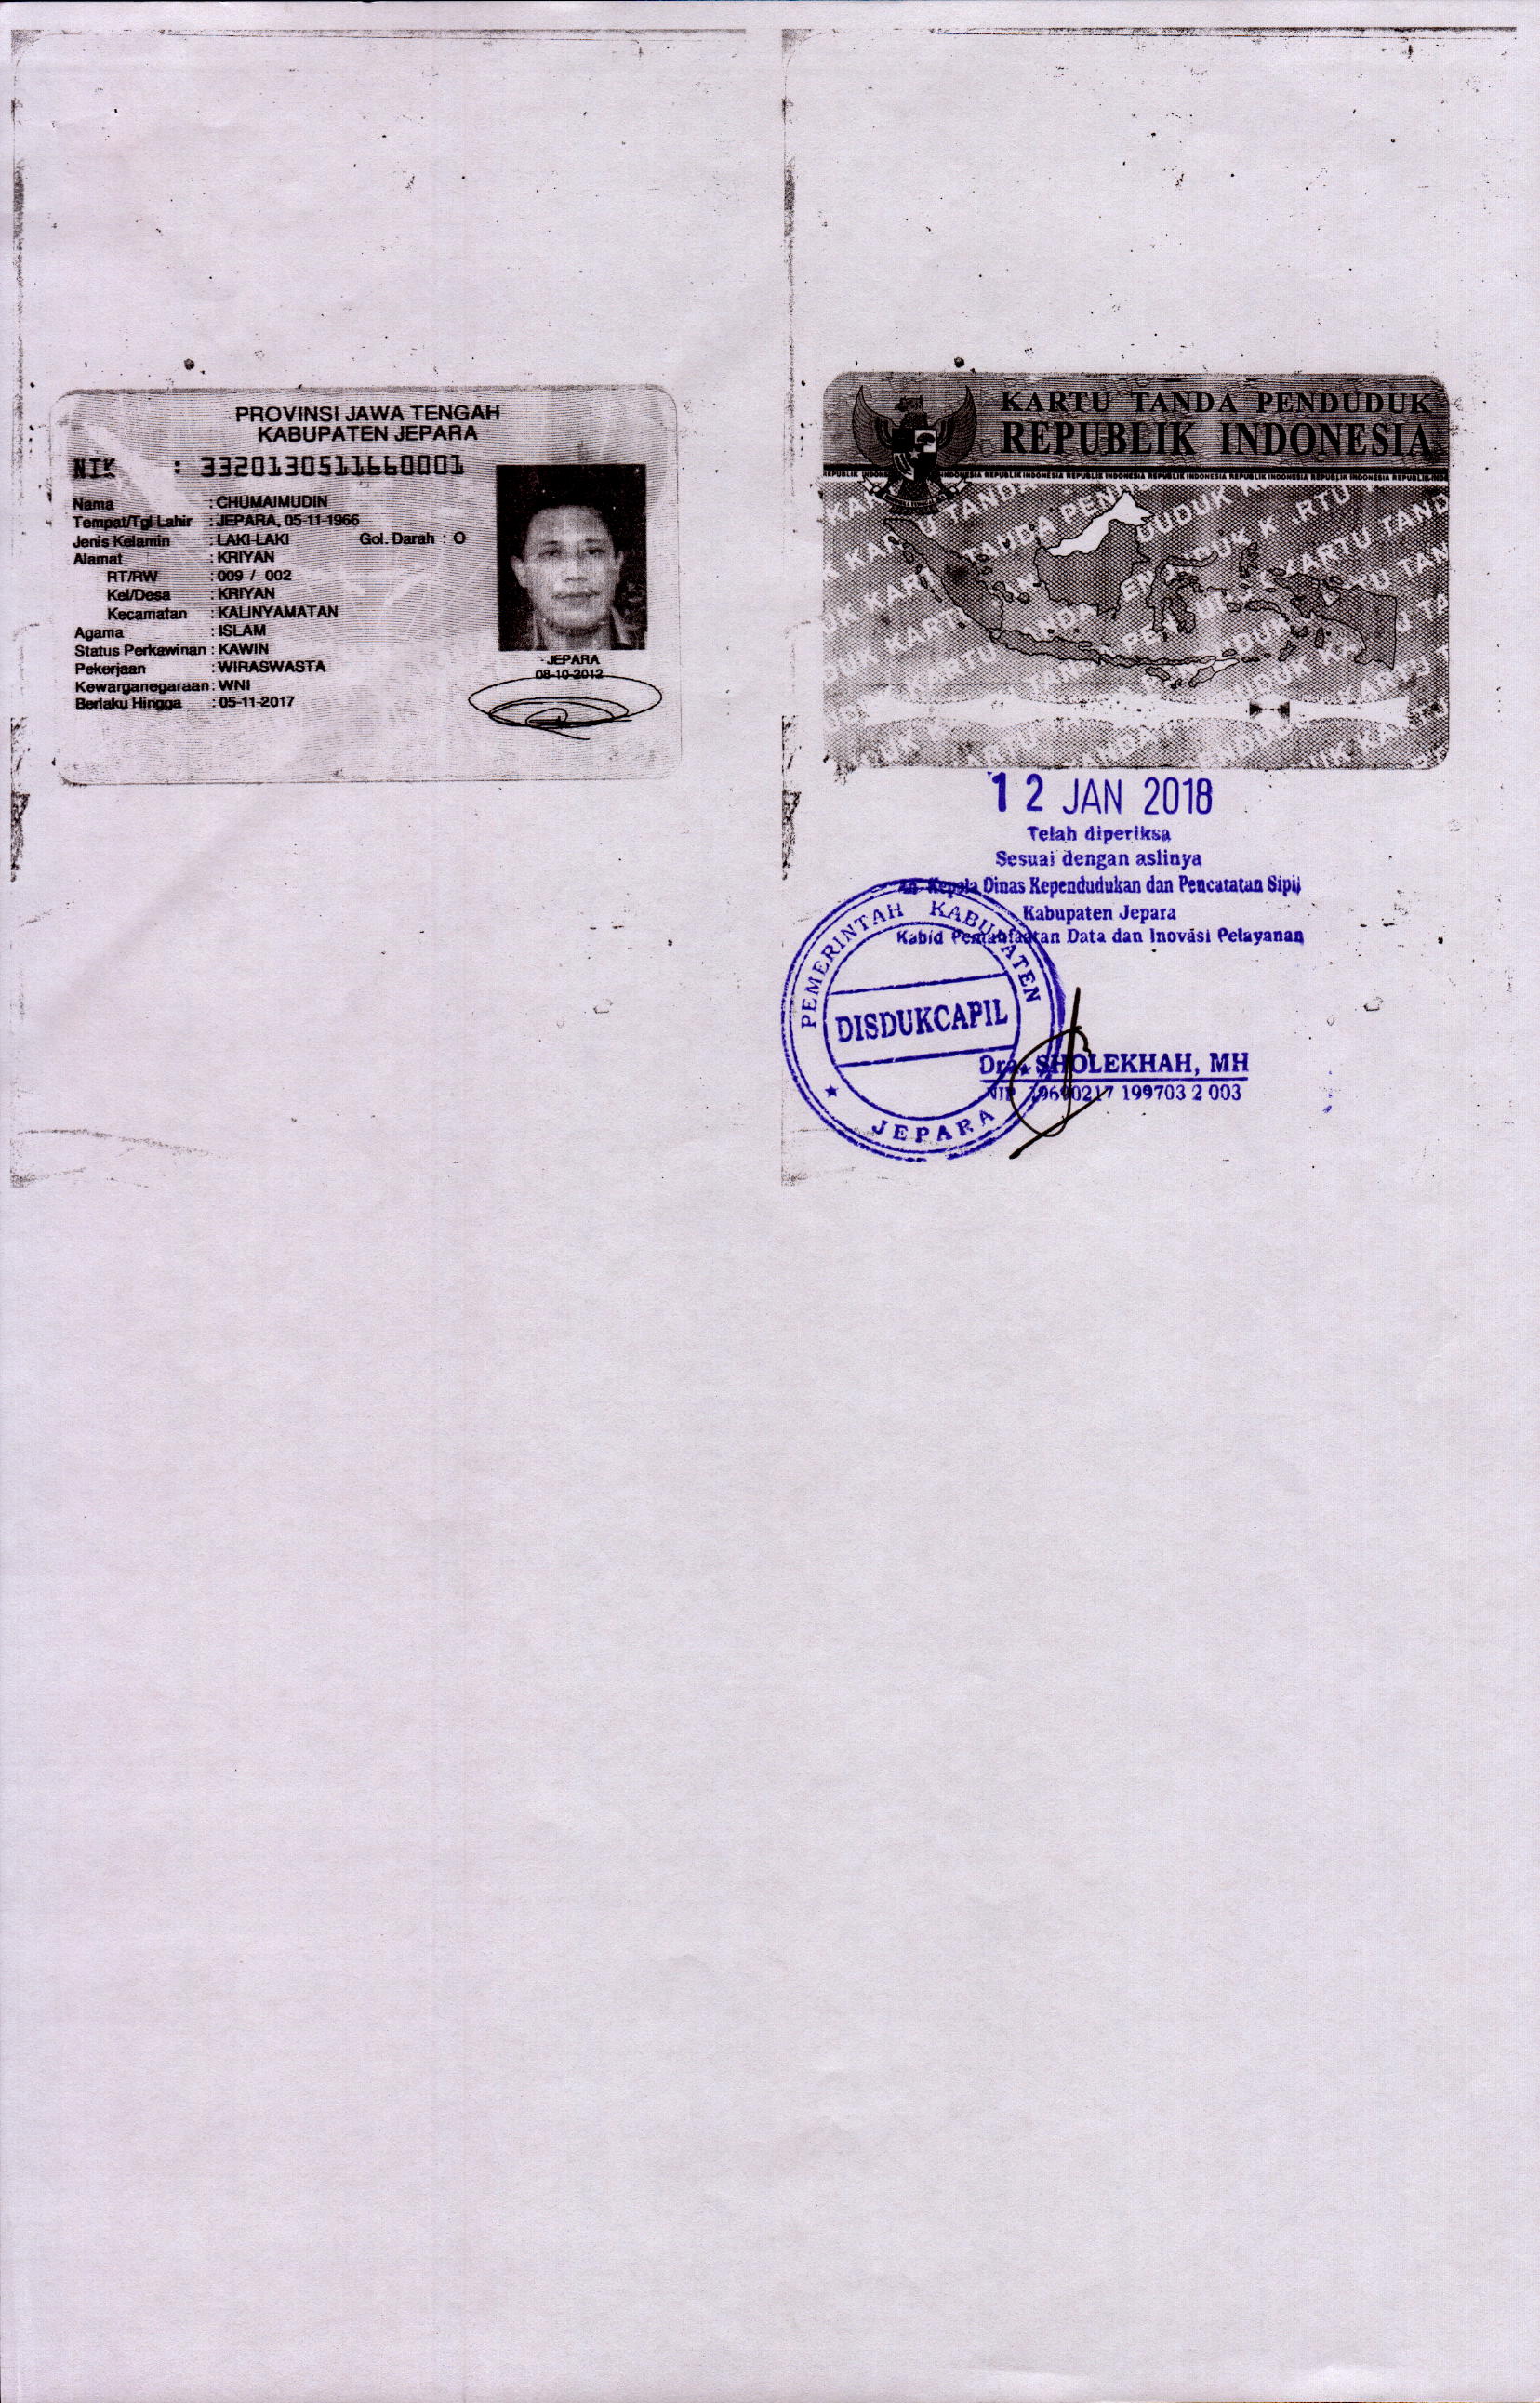 PROVINSI JAWA TENGAH
KABUPATEN JEPARA
NIK : 3320130511660001
Nama : CHUMAIMUDIN
Tempat/Tgl Lahir : JEPARA, 05-11-1966
Jenis Kelamin : LAKI-LAKI Gol. Darah : O
Alamat : KRIYAN
RT/RW : 009 / 002
Kel/Desa : KRIYAN
Kecamatan : KALINYAMATAN
Agama : ISLAM
Status Perkawinan : KAWIN
Pekerjaan : WIRASWASTA
Kewarganegaraan : WNI
Berlaku Hingga : 05-11-2017
JEPARA
08-10-2012
KARTU TANDA PENDUDUK
REPUBLIK INDONESIA
12 JAN 2018
Telah diperiksa
Sesuai dengan aslinya
an Kepala Dinas Kependudukan dan Pencatatan Sipil
Kabupaten Jepara
Kabid Pemanfaatan Data dan Inovasi Pelayanan
PEMERINTAH KABUPATEN
DISDUKCAPIL
JEPARA
Dra. SHOLEKHAH, MH
NIP 19690217 199703 2 003